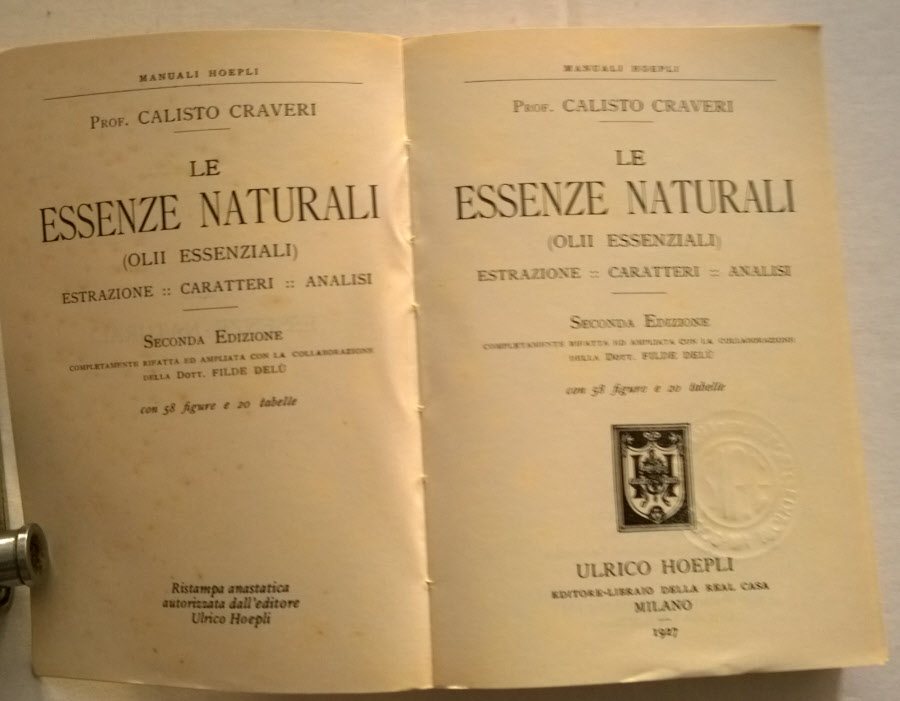 MANUALI HOEPLI
PROF. CALISTO CRAVERI
LE
ESSENZE NATURALI
(OLII ESSENZIALI)
ESTRAZIONE :: CARATTERI :: ANALISI
SECONDA EDIZIONE
COMPLETAMENTE RIFATTA ED AMPLIATA CON LA COLLABORAZIONE
DELLA DOTT. FILDE DELÙ
con 58 figure e 20 tabelle
Ristampa anastatica
autorizzata dall'editore
Ulrico Hoepli
MANUALI HOEPLI
PROF. CALISTO CRAVERI
LE
ESSENZE NATURALI
(OLII ESSENZIALI)
ESTRAZIONE :: CARATTERI :: ANALISI
SECONDA EDIZIONE
COMPLETAMENTE RIFATTA ED AMPLIATA CON LA COLLABORAZIONE
DELLA DOTT. FILDE DELÙ
con 58 figure e 20 tabelle
ULRICO HOEPLI
EDITORE-LIBRAIO DELLA REAL CASA
MILANO
1927